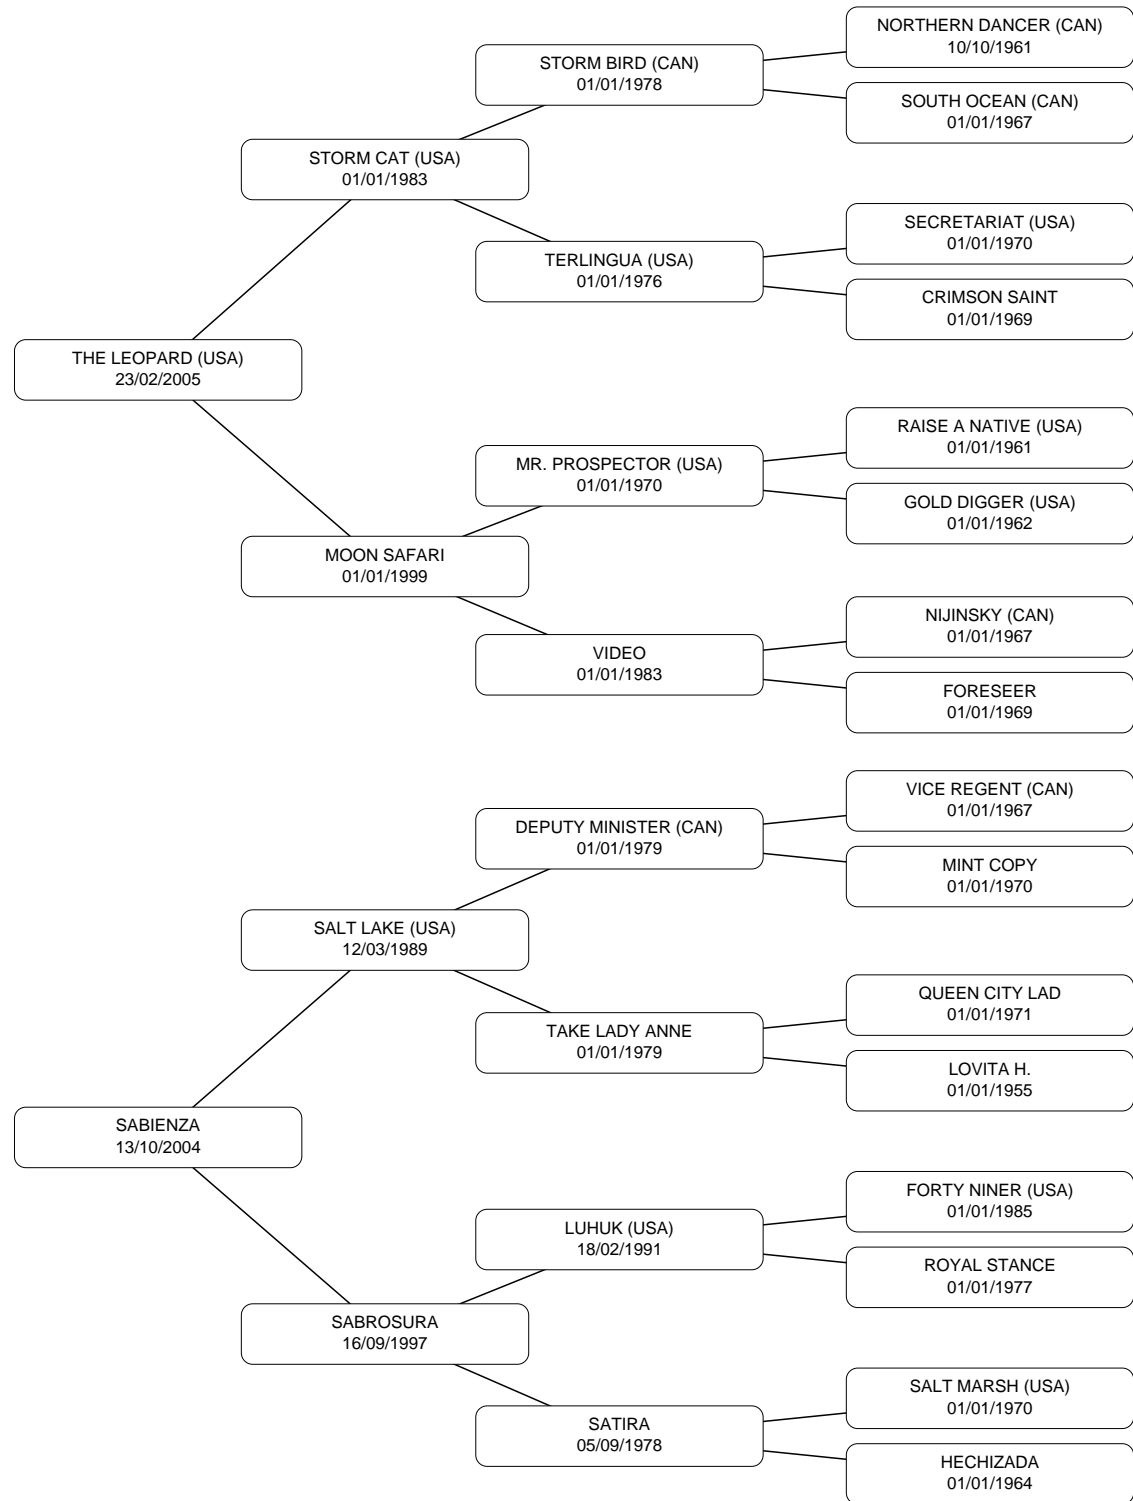 NORTHERN DANCER (CAN)
10/10/1961
STORM BIRD (CAN)
01/01/1978
SOUTH OCEAN (CAN)
01/01/1967
STORM CAT (USA)
01/01/1983
SECRETARIAT (USA)
01/01/1970
TERLINGUA (USA)
01/01/1976
CRIMSON SAINT
01/01/1969
THE LEOPARD (USA)
23/02/2005
RAISE A NATIVE (USA)
01/01/1961
MR. PROSPECTOR (USA)
01/01/1970
GOLD DIGGER (USA)
01/01/1962
MOON SAFARI
01/01/1999
NIJINSKY (CAN)
01/01/1967
VIDEO
01/01/1983
FORESEER
01/01/1969
VICE REGENT (CAN)
01/01/1967
DEPUTY MINISTER (CAN)
01/01/1979
MINT COPY
01/01/1970
SALT LAKE (USA)
12/03/1989
QUEEN CITY LAD
01/01/1971
TAKE LADY ANNE
01/01/1979
LOVITA H.
01/01/1955
SABIENZA
13/10/2004
FORTY NINER (USA)
01/01/1985
LUHUK (USA)
18/02/1991
ROYAL STANCE
01/01/1977
SABROSURA
16/09/1997
SALT MARSH (USA)
01/01/1970
SATIRA
05/09/1978
HECHIZADA
01/01/1964